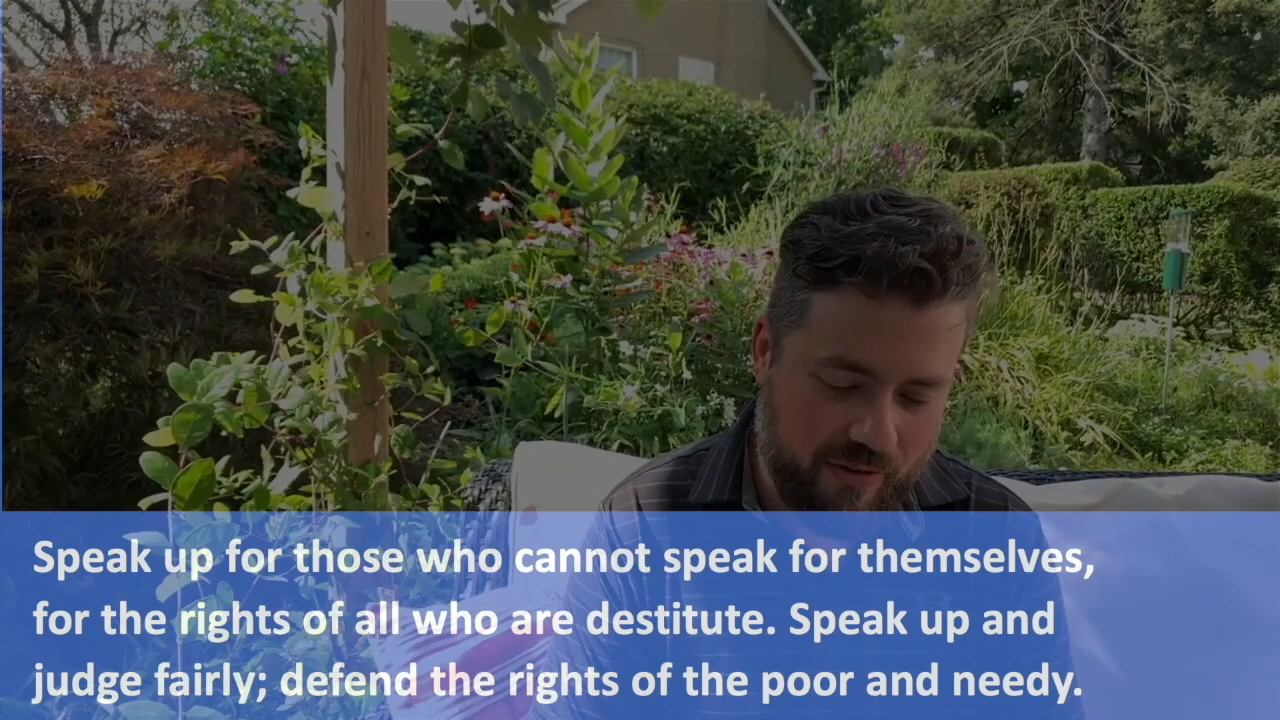 Speak up for those who cannot speak for themselves,
for the rights of all who are destitute. Speak up and
judge fairly; defend the rights of the poor and needy.